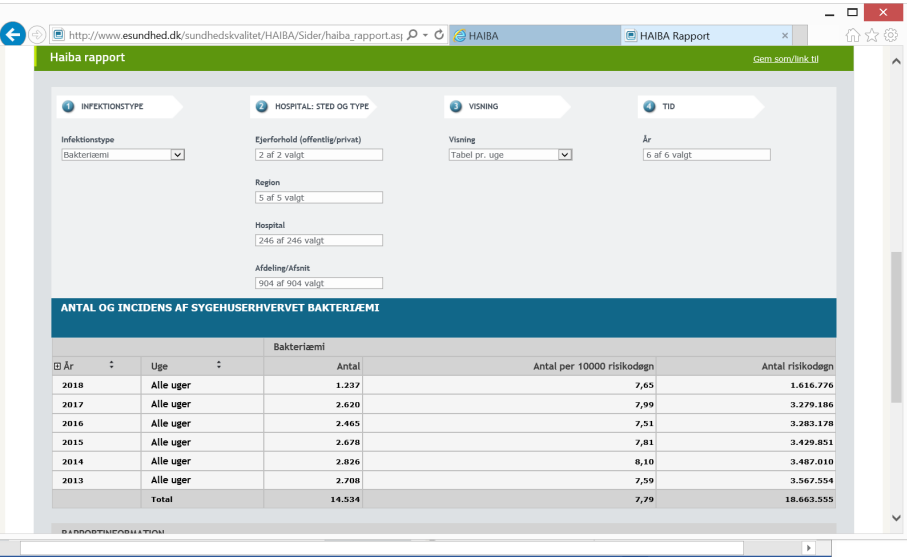 http://www.esundhed.dk/sundhedskvalitet/HAIBA/Sider/haiba_rapport.asp
HAIBA
HAIBA Rapport
Haiba rapport
Gem som/link til
1 INFEKTIONSTYPE
2 HOSPITAL: STED OG TYPE
3 VISNING
4 TID
Infektionstype
Ejerforhold (offentlig/privat)
Visning
År
Bakteriæmi
2 af 2 valgt
Tabel pr. uge
6 af 6 valgt
Region
5 af 5 valgt
Hospital
246 af 246 valgt
Afdeling/Afsnit
904 af 904 valgt
ANTAL OG INCIDENS AF SYGEHUSERHVERVET BAKTERIÆMI
Bakteriæmi
År Uge Antal Antal per 10000 risikodøgn Antal risikodøgn
2018 Alle uger 1.237 7,65 1.616.776
2017 Alle uger 2.620 7,99 3.279.186
2016 Alle uger 2.465 7,51 3.283.178
2015 Alle uger 2.678 7,81 3.429.851
2014 Alle uger 2.826 8,10 3.487.010
2013 Alle uger 2.708 7,59 3.567.554
Total 14.534 7,79 18.663.555
RAPPORTINFORMATION